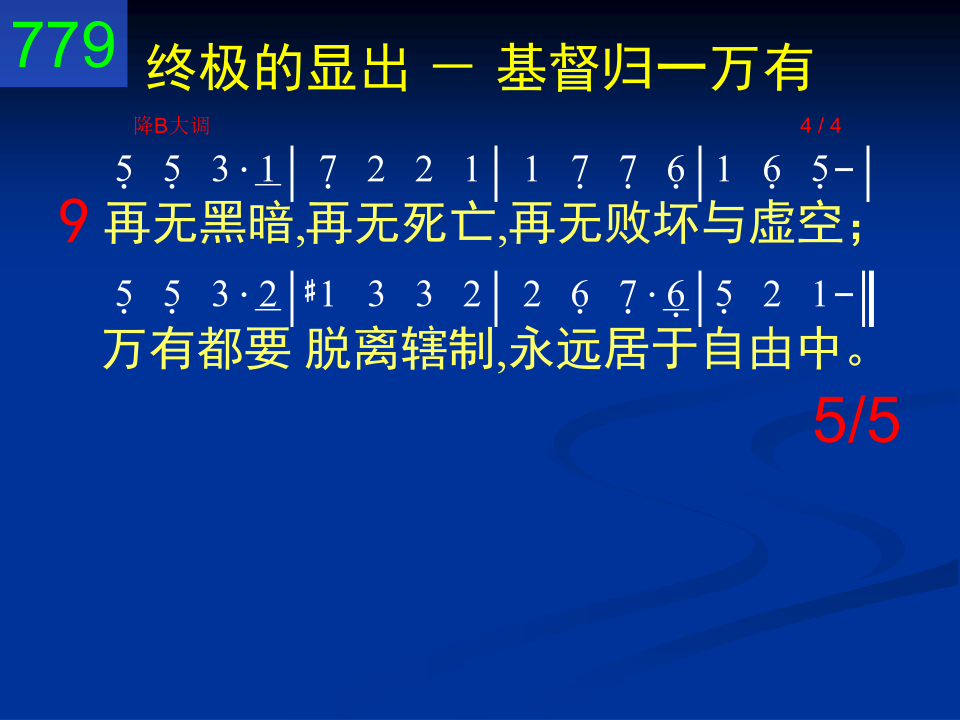 779
终极的显出 － 基督归一万有
降B大调 4 / 4
5̣ 5̣ 3 · 1̲ | 7̣ 2 2 1 | 1 7̣ 7̣ 6̣ | 1 6̣ 5̣ － |
9 再无黑暗,再无死亡,再无败坏与虚空；
5̣ 5̣ 3 · 2̲ | #1 3 3 2 | 2 6̣ 7̣ · 6̣̲ | 5̣ 2 1 － ‖
万有都要 脱离辖制,永远居于自由中。
5/5